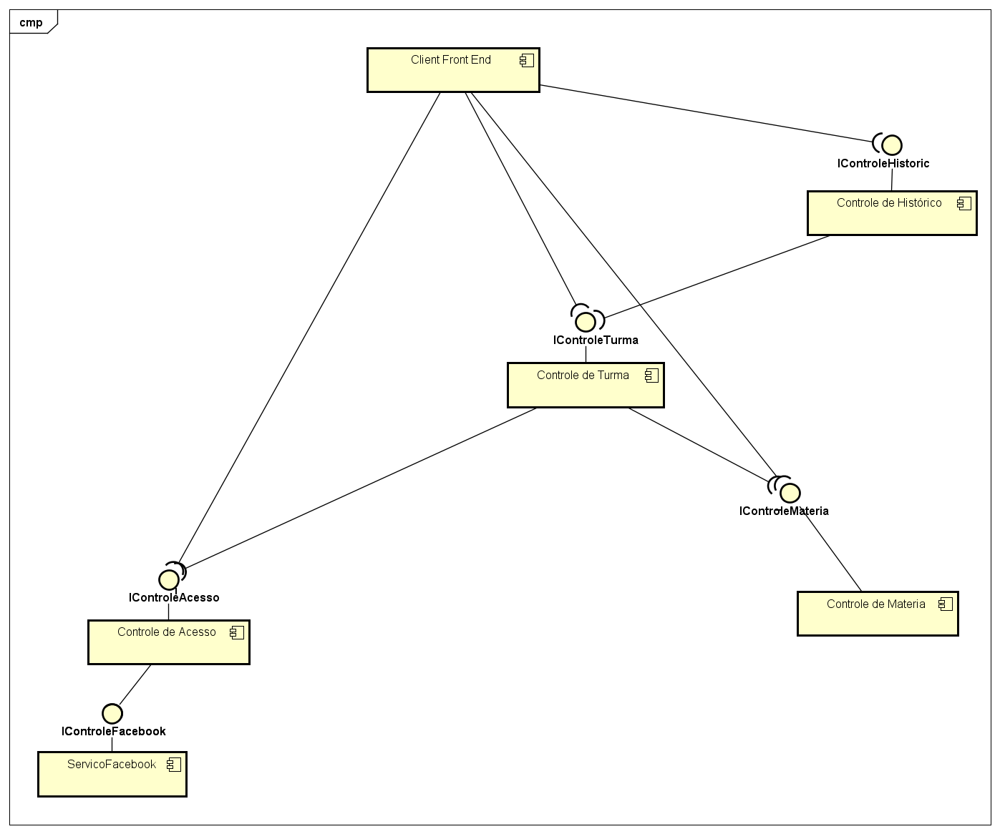 cmp
Client Front End
IControleHistoric
Controle de Histórico
IControleTurma
Controle de Turma
IControleMateria
IControleAcesso
Controle de Materia
Controle de Acesso
IControleFacebook
ServicoFacebook